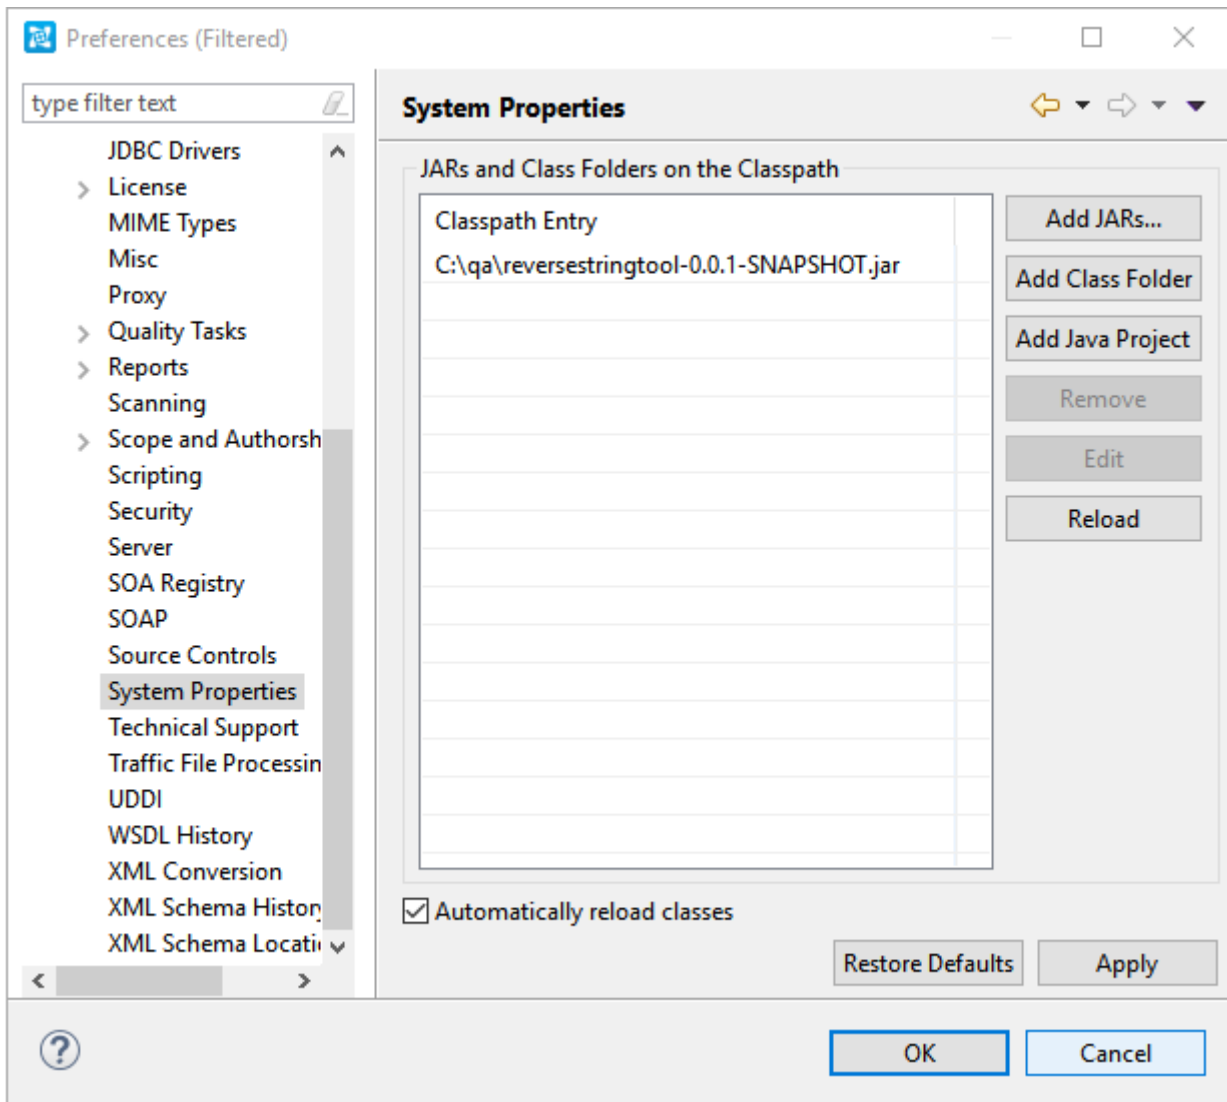 Preferences (Filtered)
type filter text
JDBC Drivers
License
MIME Types
Misc
Proxy
Quality Tasks
Reports
Scanning
Scope and Authorsh
Scripting
Security
Server
SOA Registry
SOAP
Source Controls
System Properties
Technical Support
Traffic File Processin
UDDI
WSDL History
XML Conversion
XML Schema History
XML Schema Locati
System Properties
JARs and Class Folders on the Classpath
Classpath Entry
C:\qa\reversestringtool-0.0.1-SNAPSHOT.jar
Add JARs...
Add Class Folder
Add Java Project
Remove
Edit
Reload
Automatically reload classes
Restore Defaults
Apply
?
OK
Cancel